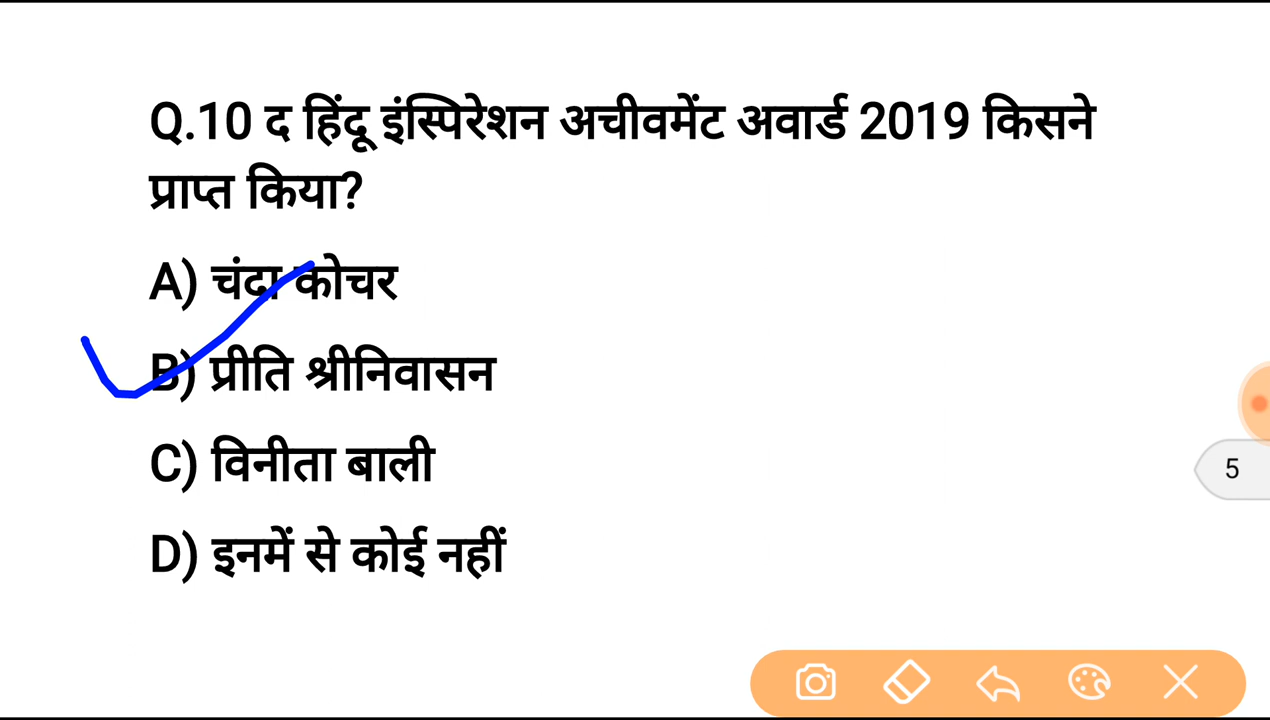 Q.10 द हिंदू इंस्पिरेशन अचीवमेंट अवार्ड 2019 किसने
प्राप्त किया?
A) चंदा कोचर
B) प्रीति श्रीनिवासन
C) विनीता बाली
D) इनमें से कोई नहीं
5